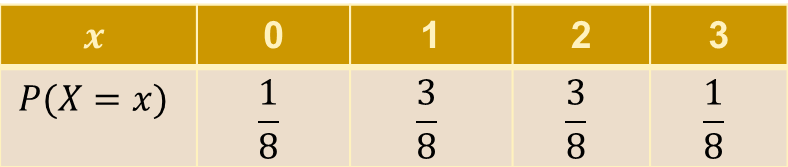 x 0 1 2 3
P(X = x) 1/8 3/8 3/8 1/8